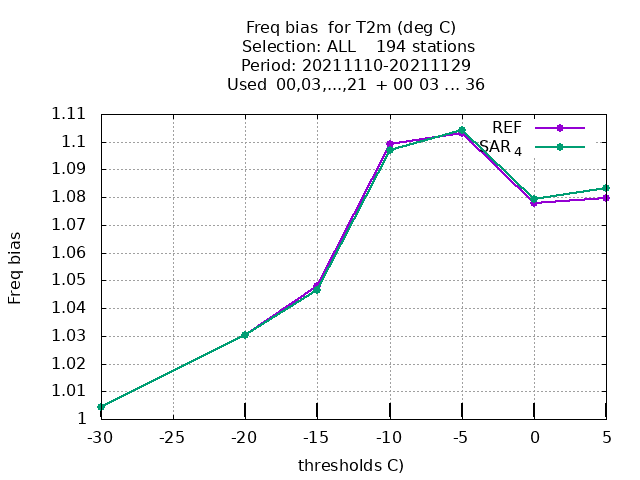 Freq bias for T2m (deg C)
Selection: ALL 194 stations
Period: 20211110-20211129
Used 00,03,...,21 + 00 03 ... 36
1.11
1.1
1.09
1.08
1.07
1.06
1.05
1.04
1.03
1.02
1.01
1
Freq bias
REF
SAR 4
-30 -25 -20 -15 -10 -5 0 5
thresholds C)